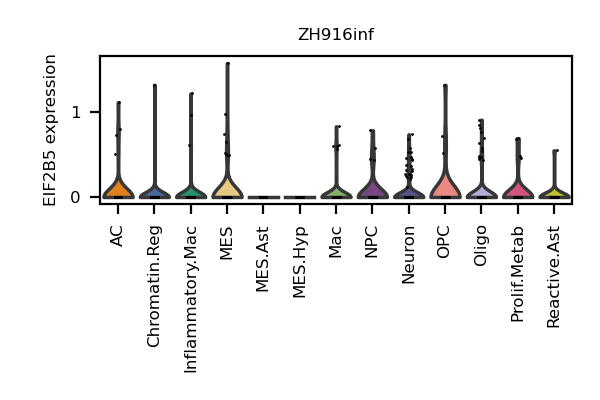 ZH916inf
EIF2B5 expression
1
0
AC
Chromatin.Reg
Inflammatory.Mac
MES
MES.Ast
MES.Hyp
Mac
NPC
Neuron
OPC
Oligo
Prolif.Metab
Reactive.Ast